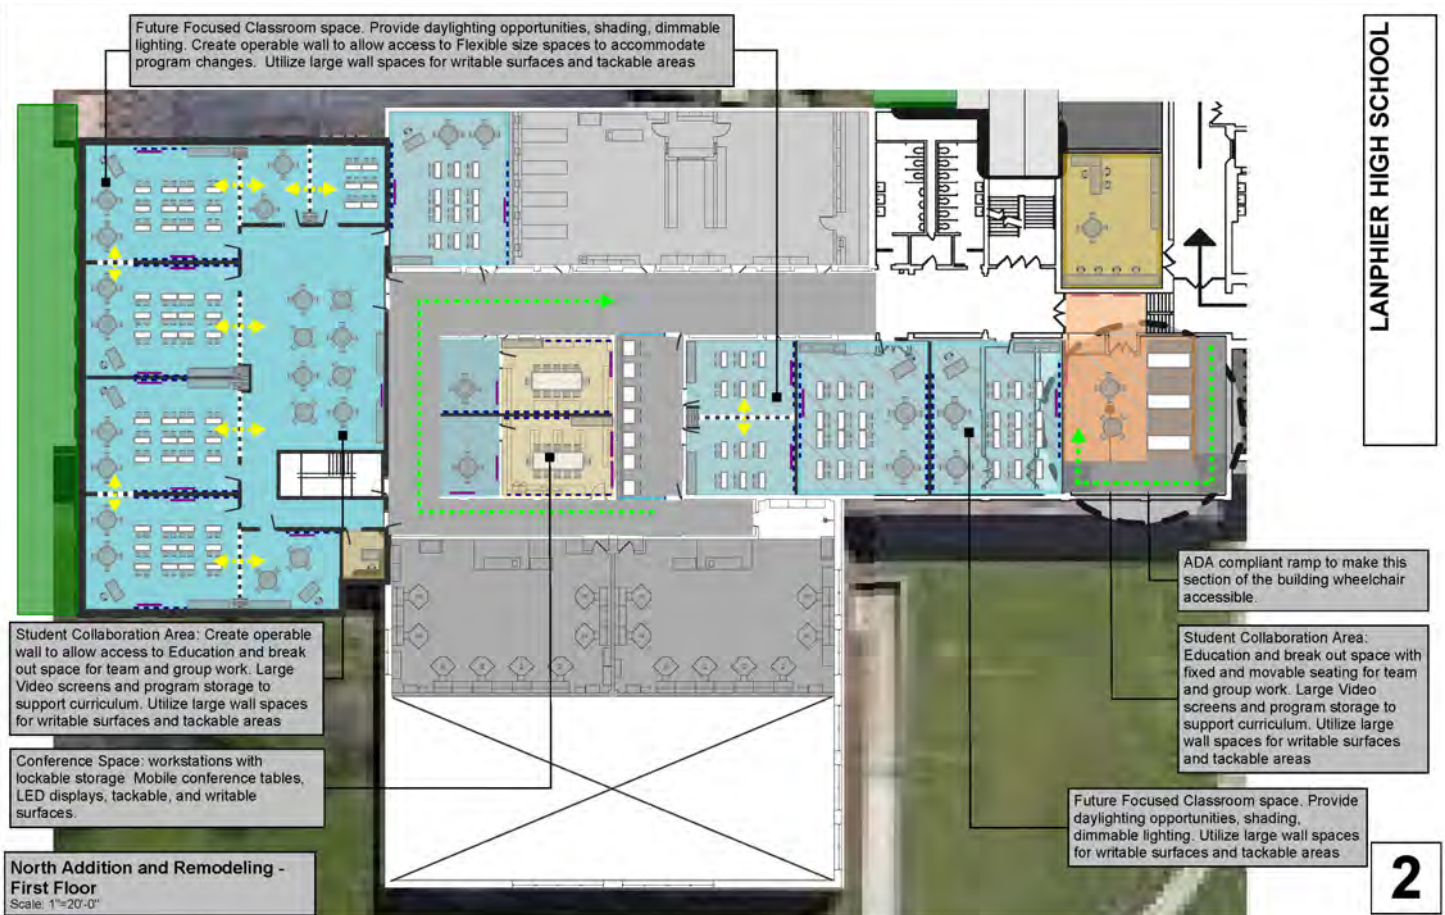 Future Focused Classroom space. Provide daylighting opportunities, shading, dimmable
lighting. Create operable wall to allow access to Flexible size spaces to accommodate
program changes. Utilize large wall spaces for writable surfaces and tackable areas
LANPHIER HIGH SCHOOL
ADA compliant ramp to make this
section of the building wheelchair
accessible.
Student Collaboration Area: Create operable
wall to allow access to Education and break
out space for team and group work. Large
Video screens and program storage to
support curriculum. Utilize large wall spaces
for writable surfaces and tackable areas
Student Collaboration Area:
Education and break out space with
fixed and movable seating for team
and group work. Large Video
screens and program storage to
support curriculum. Utilize large
wall spaces for writable surfaces
and tackable areas
Conference Space: workstations with
lockable storage Mobile conference tables,
LED displays, tackable, and writable
surfaces.
Future Focused Classroom space. Provide
daylighting opportunities, shading,
dimmable lighting. Utilize large wall spaces
for writable surfaces and tackable areas
North Addition and Remodeling -
First Floor
Scale: 1"=20'-0"
2